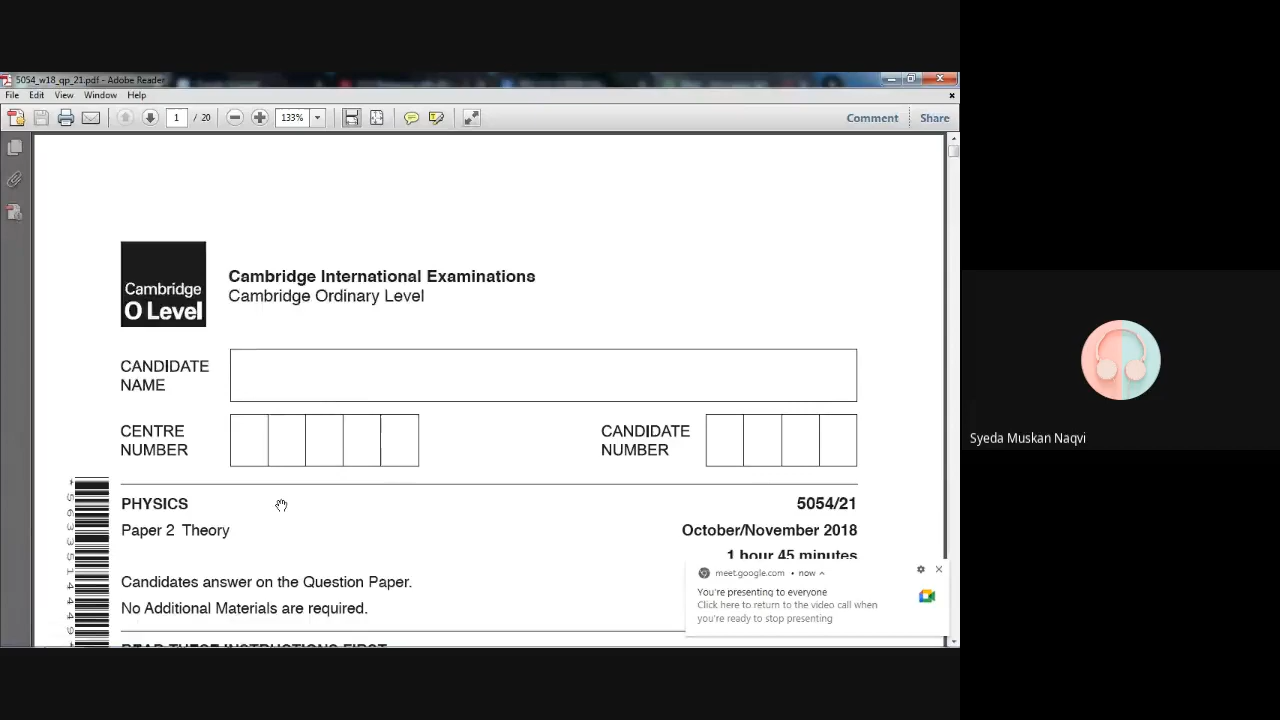 5054_w18_qp_21.pdf - Adobe Reader
File Edit View Window Help
1 / 20 133% Comment Share
Cambridge
O Level
Cambridge International Examinations
Cambridge Ordinary Level
CANDIDATE
NAME
CENTRE
NUMBER
CANDIDATE
NUMBER
PHYSICS 5054/21
Paper 2 Theory October/November 2018
1 hour 45 minutes
Candidates answer on the Question Paper.
No Additional Materials are required.
READ THESE INSTRUCTIONS FIRST
meet.google.com • now
You're presenting to everyone
Click here to return to the video call when
you're ready to stop presenting
Syeda Muskan Naqvi